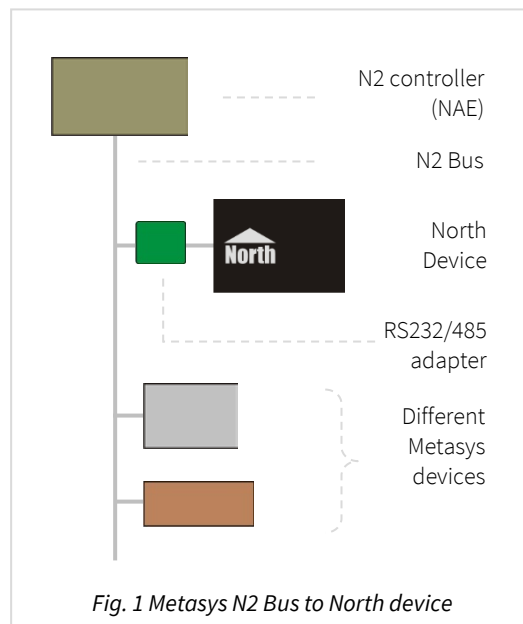 N2 controller
(NAE)
N2 Bus
North
North
Device
RS232/485
adapter
Different
Metasys
devices
Fig. 1 Metasys N2 Bus to North device